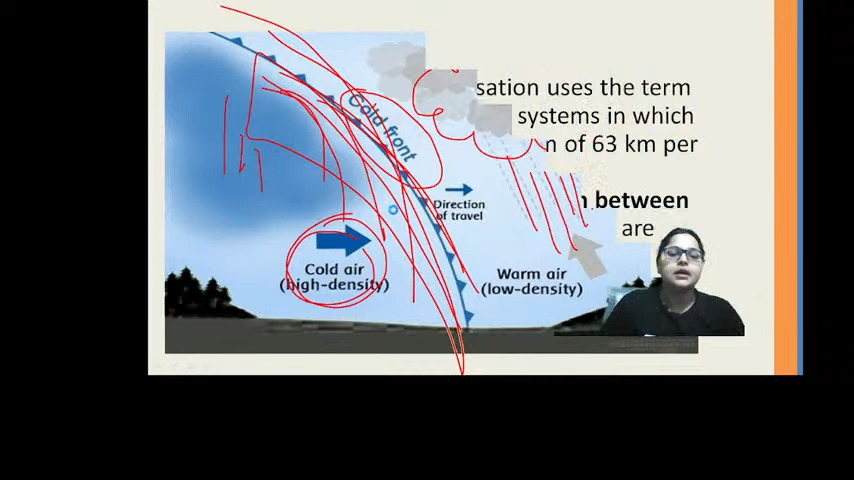 sation uses the term
systems in which
n of 63 km per
between
are
Cold front
Direction
of travel
Cold air
(high-density)
Warm air
(low-density)